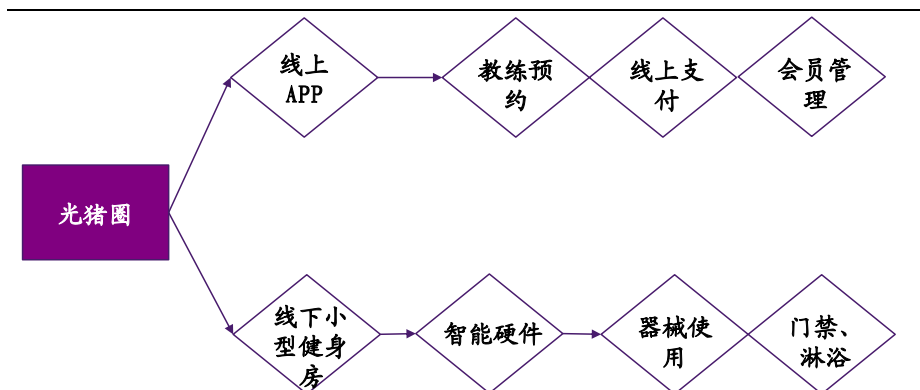 线上
APP
教练预
约
线上支
付
会员管
理
光猪圈
线下小
型健身
房
智能硬件
器械使
用
门禁、
淋浴